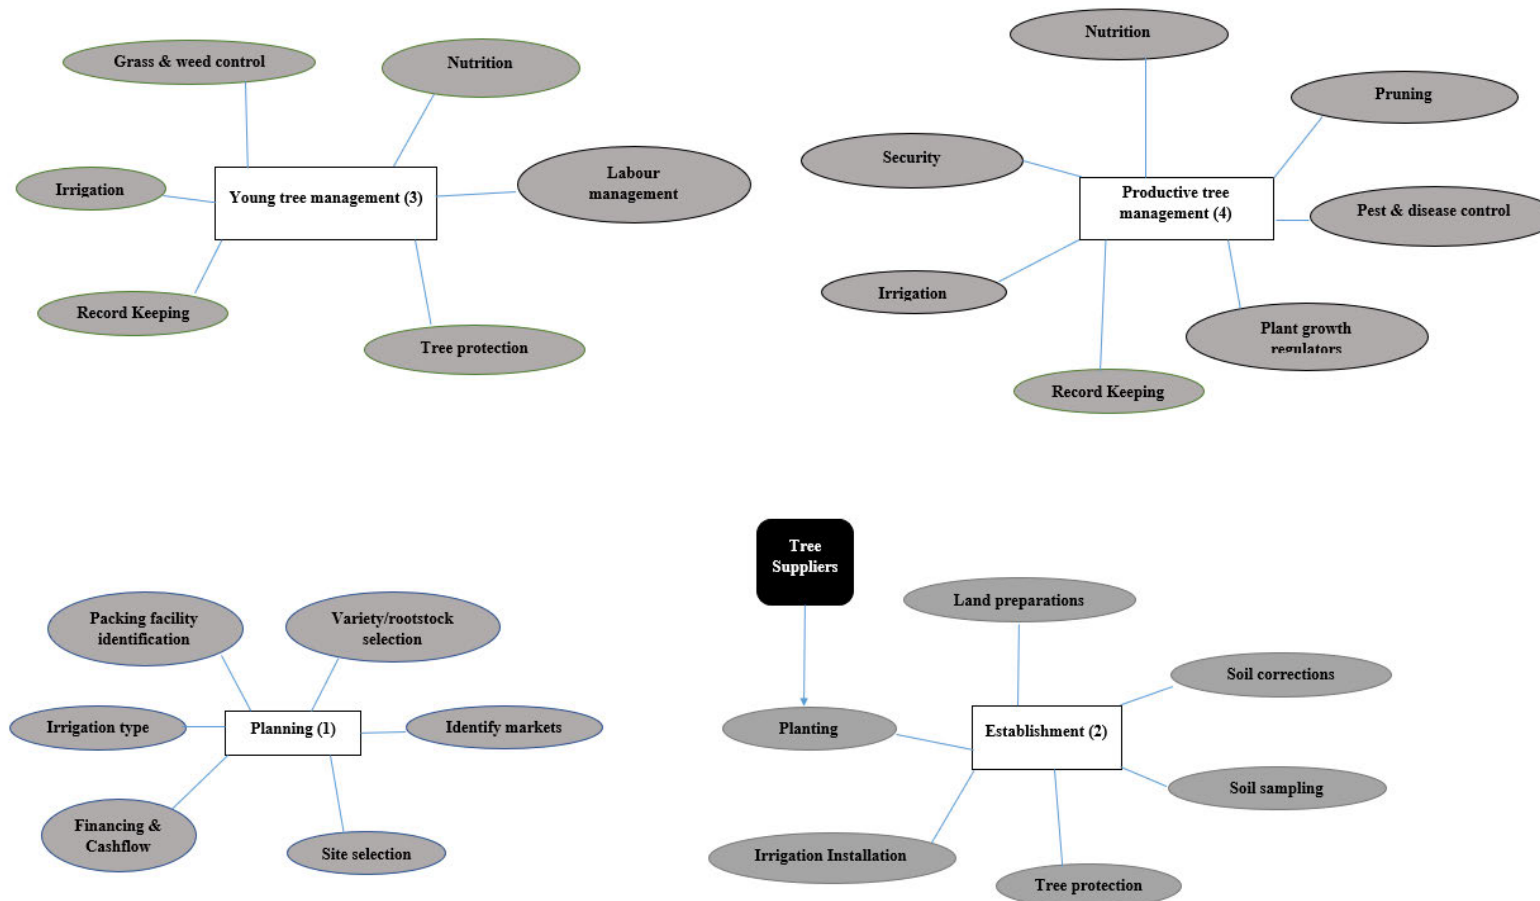 Grass & weed control
Nutrition
Irrigation
Young tree management (3)
Labour
management
Record Keeping
Tree protection
Nutrition
Pruning
Security
Productive tree
management (4)
Pest & disease control
Irrigation
Plant growth
regulators
Record Keeping
Packing facility
identification
Variety/rootstock
selection
Irrigation type
Planning (1)
Identify markets
Financing &
Cashflow
Site selection
Tree
Suppliers
Land preparations
Soil corrections
Planting
Establishment (2)
Soil sampling
Irrigation Installation
Tree protection